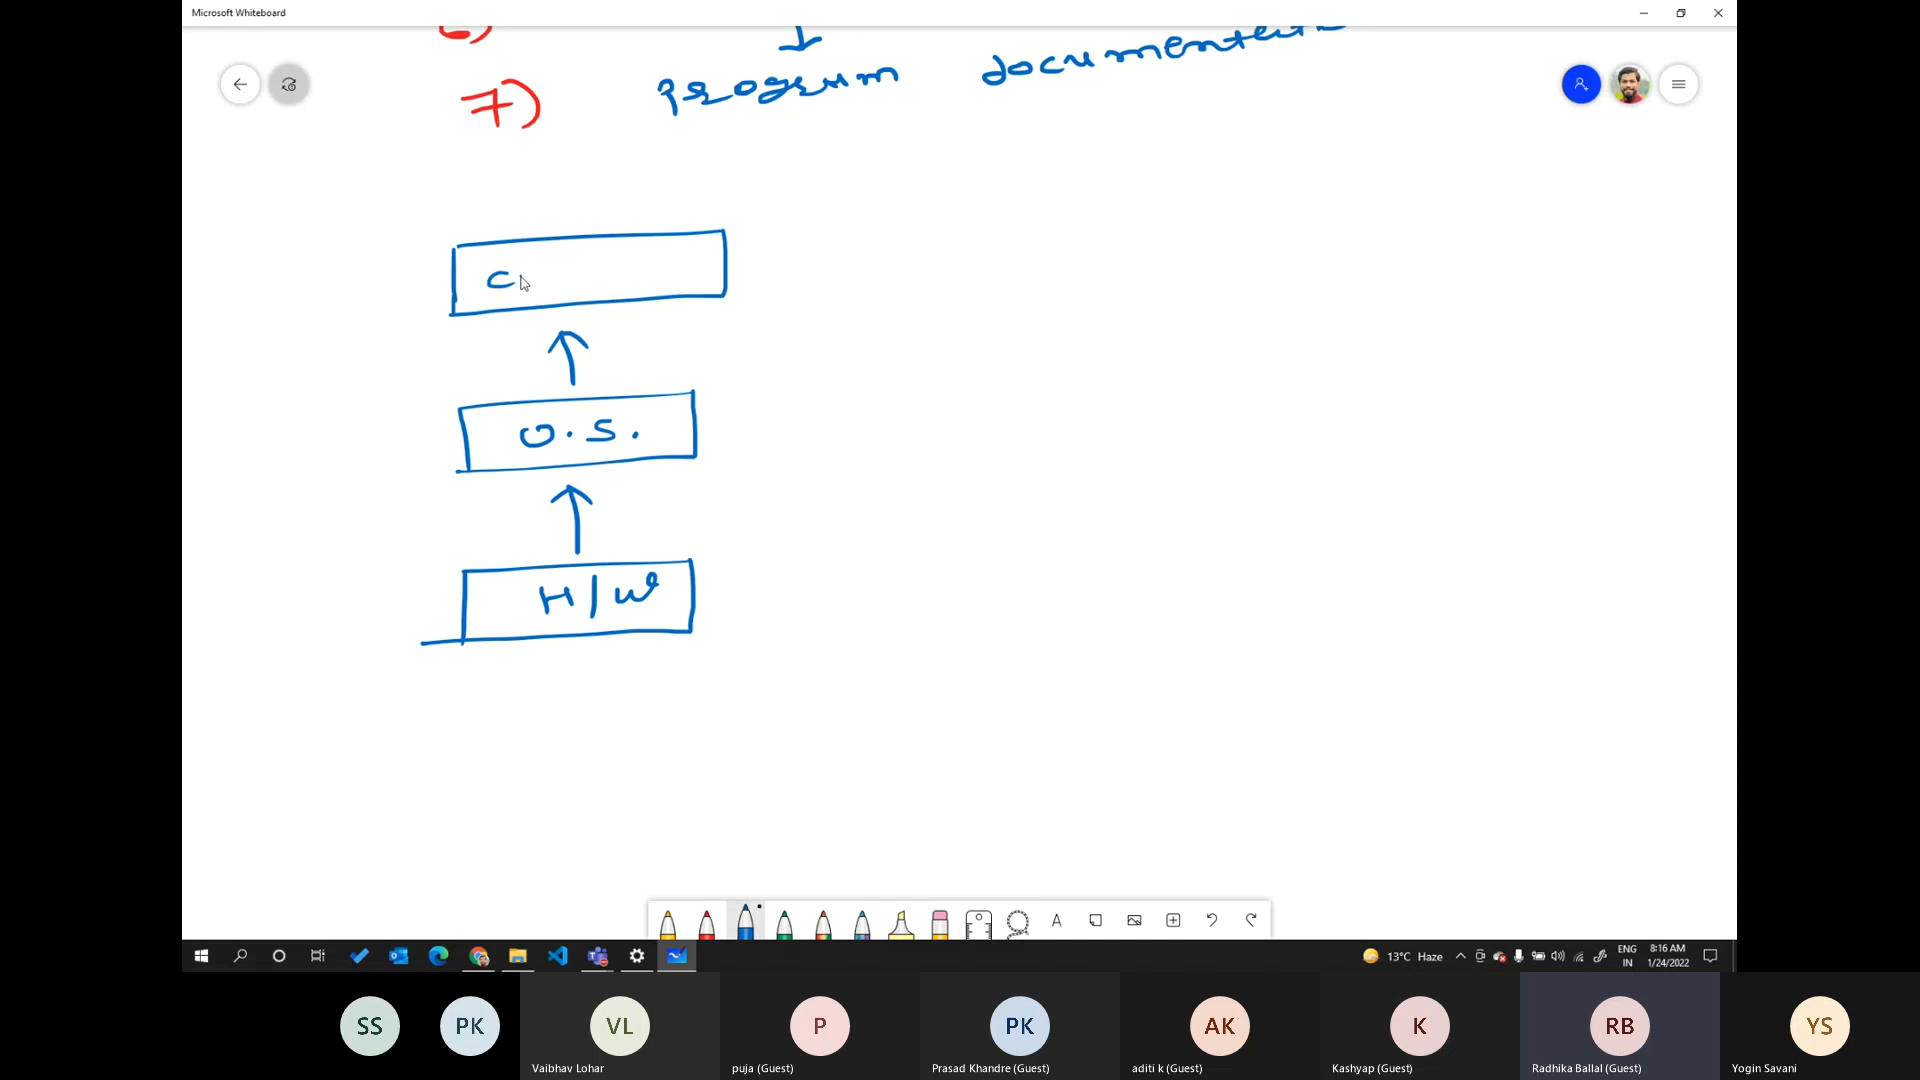 Microsoft Whiteboard
7)
program
C
O.S.
H/W
A
13°C Haze
ENG
IN
8:16 AM
1/24/2022
SS
PK
VL
P
PK
AK
K
RB
YS
Vaibhav Lohar
puja (Guest)
Prasad Khandre (Guest)
aditi k (Guest)
Kashyap (Guest)
Radhika Ballal (Guest)
Yogin Savani